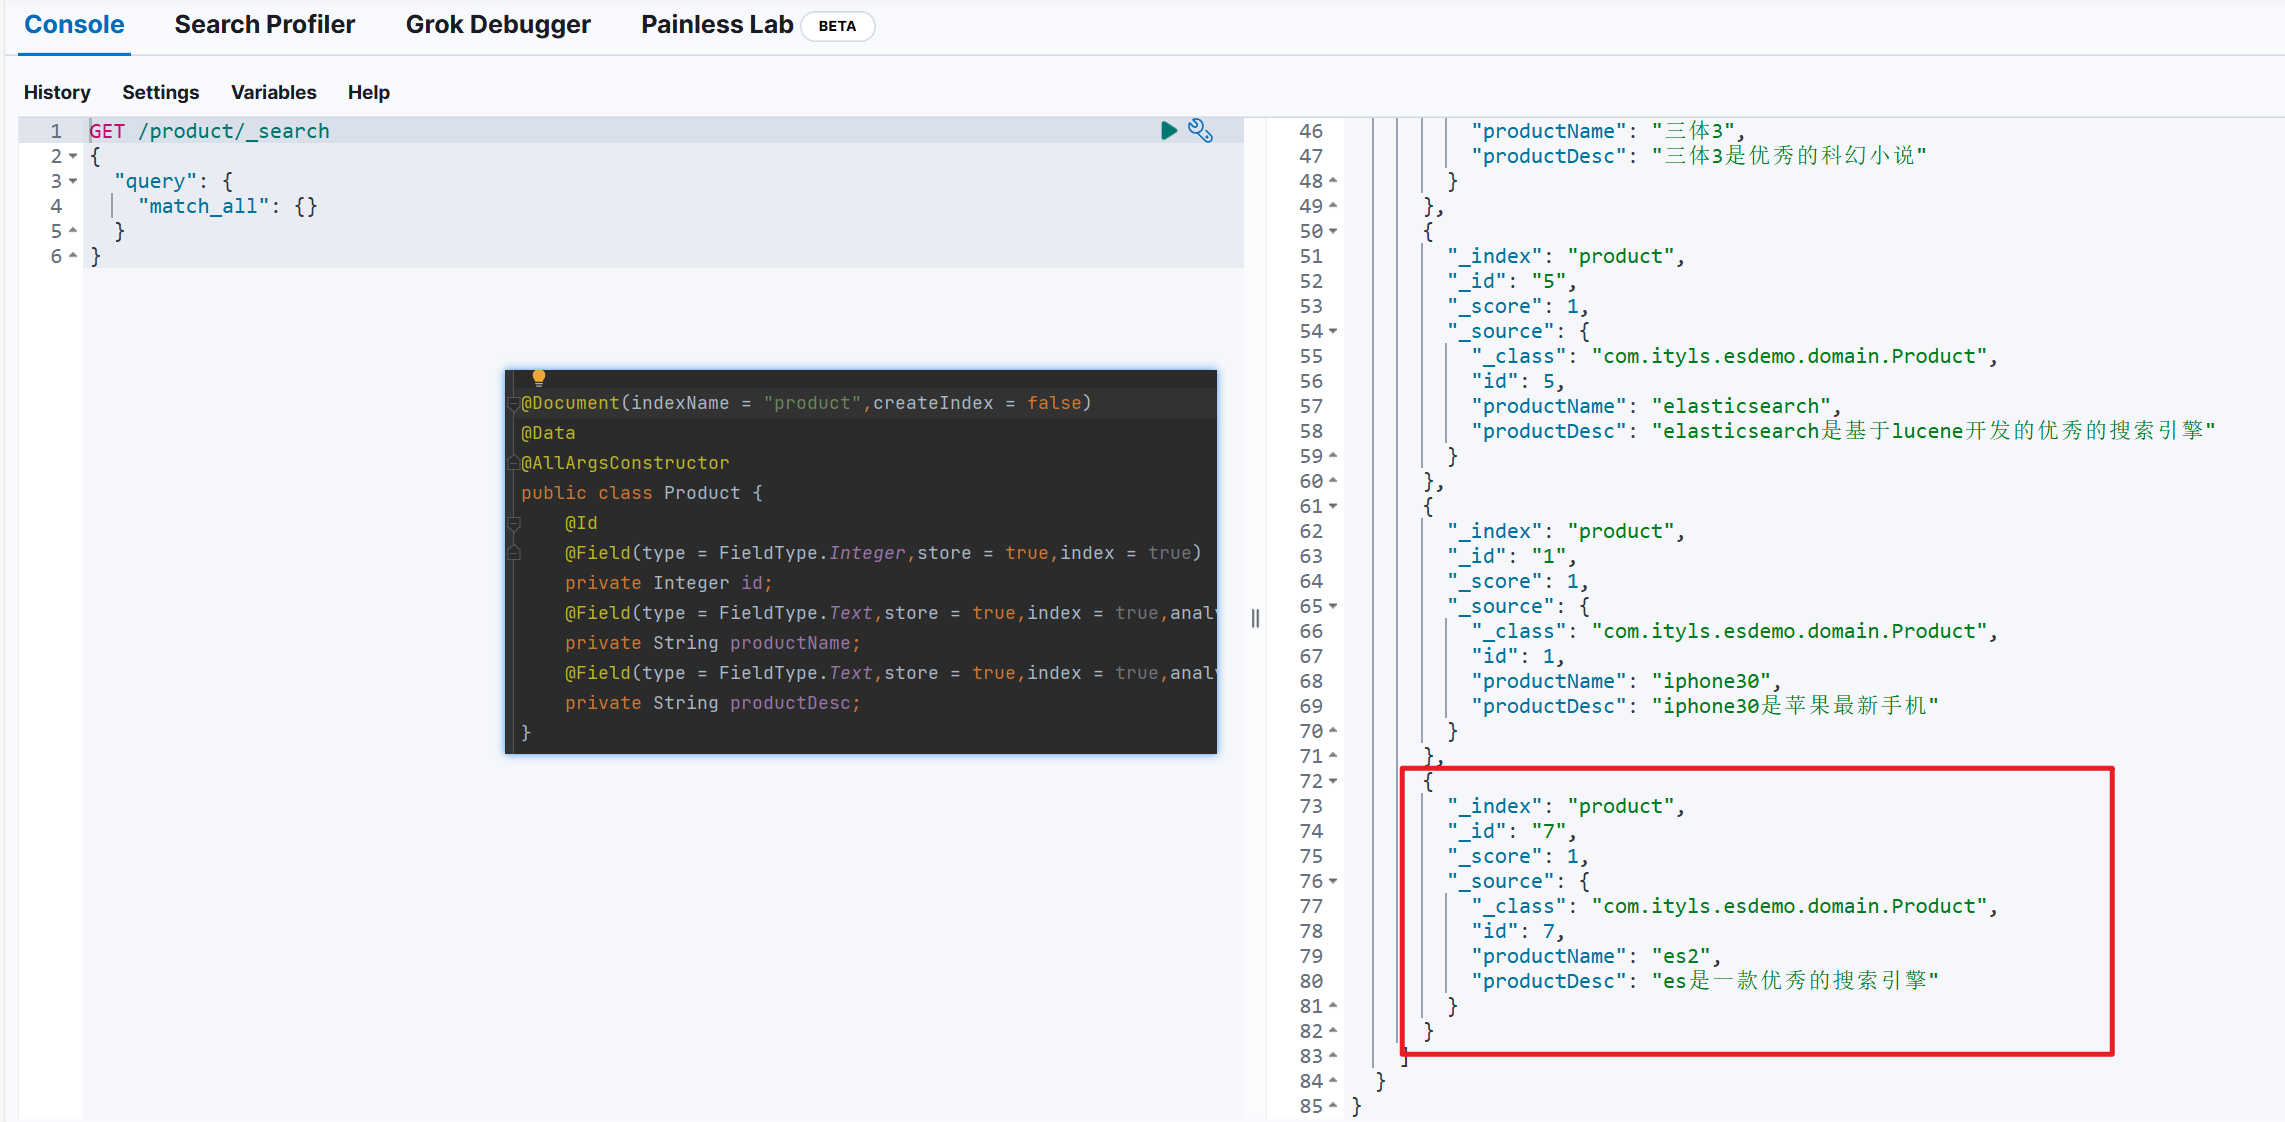 Console Search Profiler Grok Debugger Painless Lab BETA
History Settings Variables Help
1 GET /product/_search
2 {
3 "query": {
4 "match_all": {}
5 }
6 }
@Document(indexName = "product",createIndex = false)
@Data
@AllArgsConstructor
public class Product {
@Id
@Field(type = FieldType.Integer,store = true,index = true)
private Integer id;
@Field(type = FieldType.Text,store = true,index = true,analy
private String productName;
@Field(type = FieldType.Text,store = true,index = true,analy
private String productDesc;
}
46 "productName": "三体3",
47 "productDesc": "三体3是优秀的科幻小说"
48 }
49 },
50 {
51 "_index": "product",
52 "_id": "5",
53 "_score": 1,
54 "_source": {
55 "_class": "com.ityls.esdemo.domain.Product",
56 "id": 5,
57 "productName": "elasticsearch",
58 "productDesc": "elasticsearch是基于lucene开发的优秀的搜索引擎"
59 }
60 },
61 {
62 "_index": "product",
63 "_id": "1",
64 "_score": 1,
65 "_source": {
66 "_class": "com.ityls.esdemo.domain.Product",
67 "id": 1,
68 "productName": "iphone30",
69 "productDesc": "iphone30是苹果最新手机"
70 }
71 },
72 {
73 "_index": "product",
74 "_id": "7",
75 "_score": 1,
76 "_source": {
77 "_class": "com.ityls.esdemo.domain.Product",
78 "id": 7,
79 "productName": "es2",
80 "productDesc": "es是一款优秀的搜索引擎"
81 }
82 }
83 ]
84 }
85 }